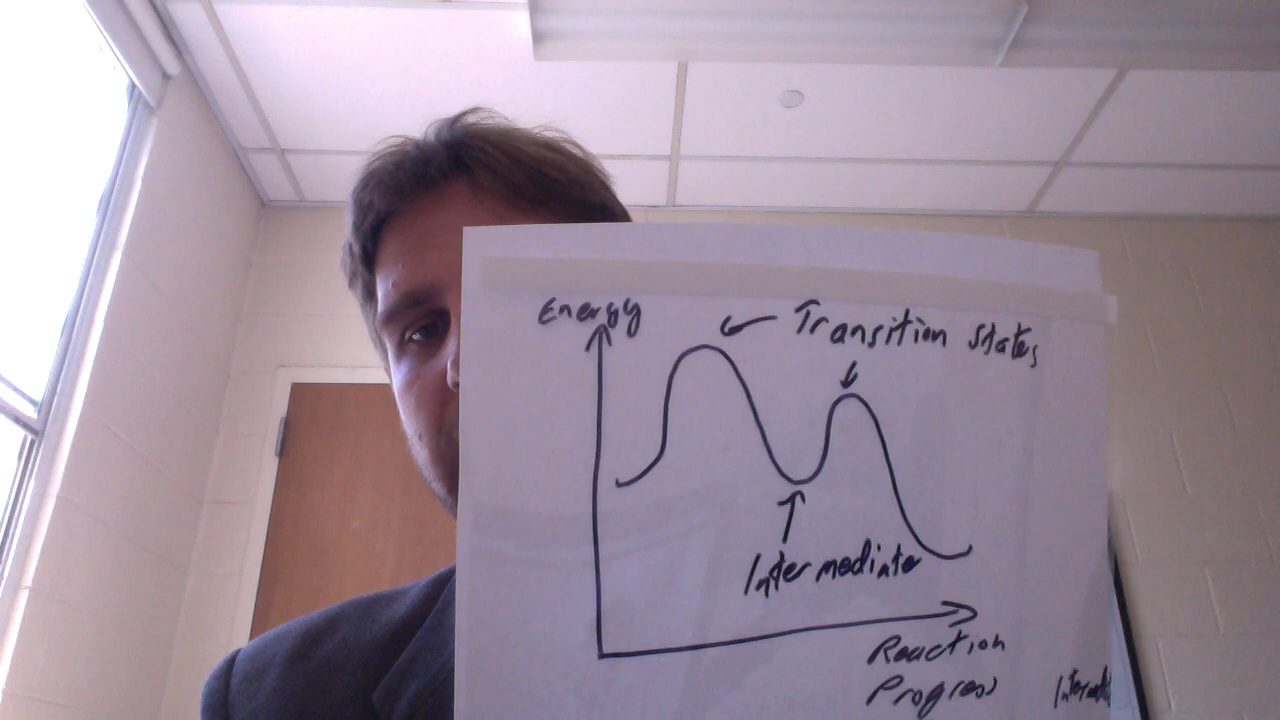 Energy
Transition states
Intermediate
Reaction
Progress